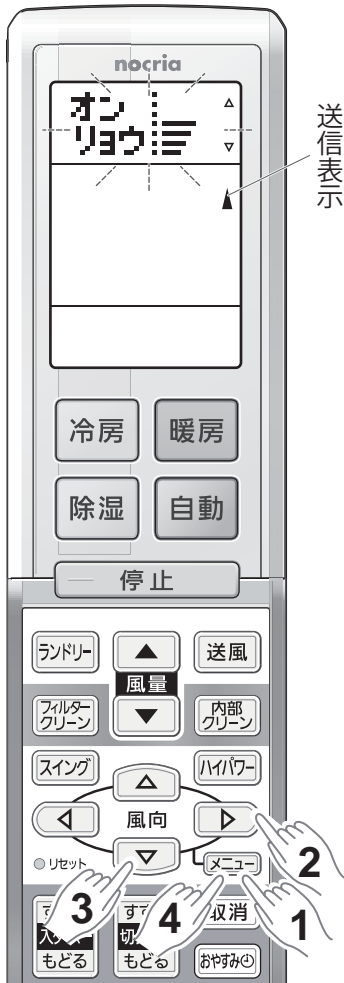 nocria
オン
リョウ
送信表示
冷房
暖房
除湿
自動
停止
ランドリー
風量
送風
フィルター
クリーン
内部
クリーン
スイング
ハイパワー
風向
リセット
メニュー
2
3
4
1
取消
もどる
もどる
おやすみ